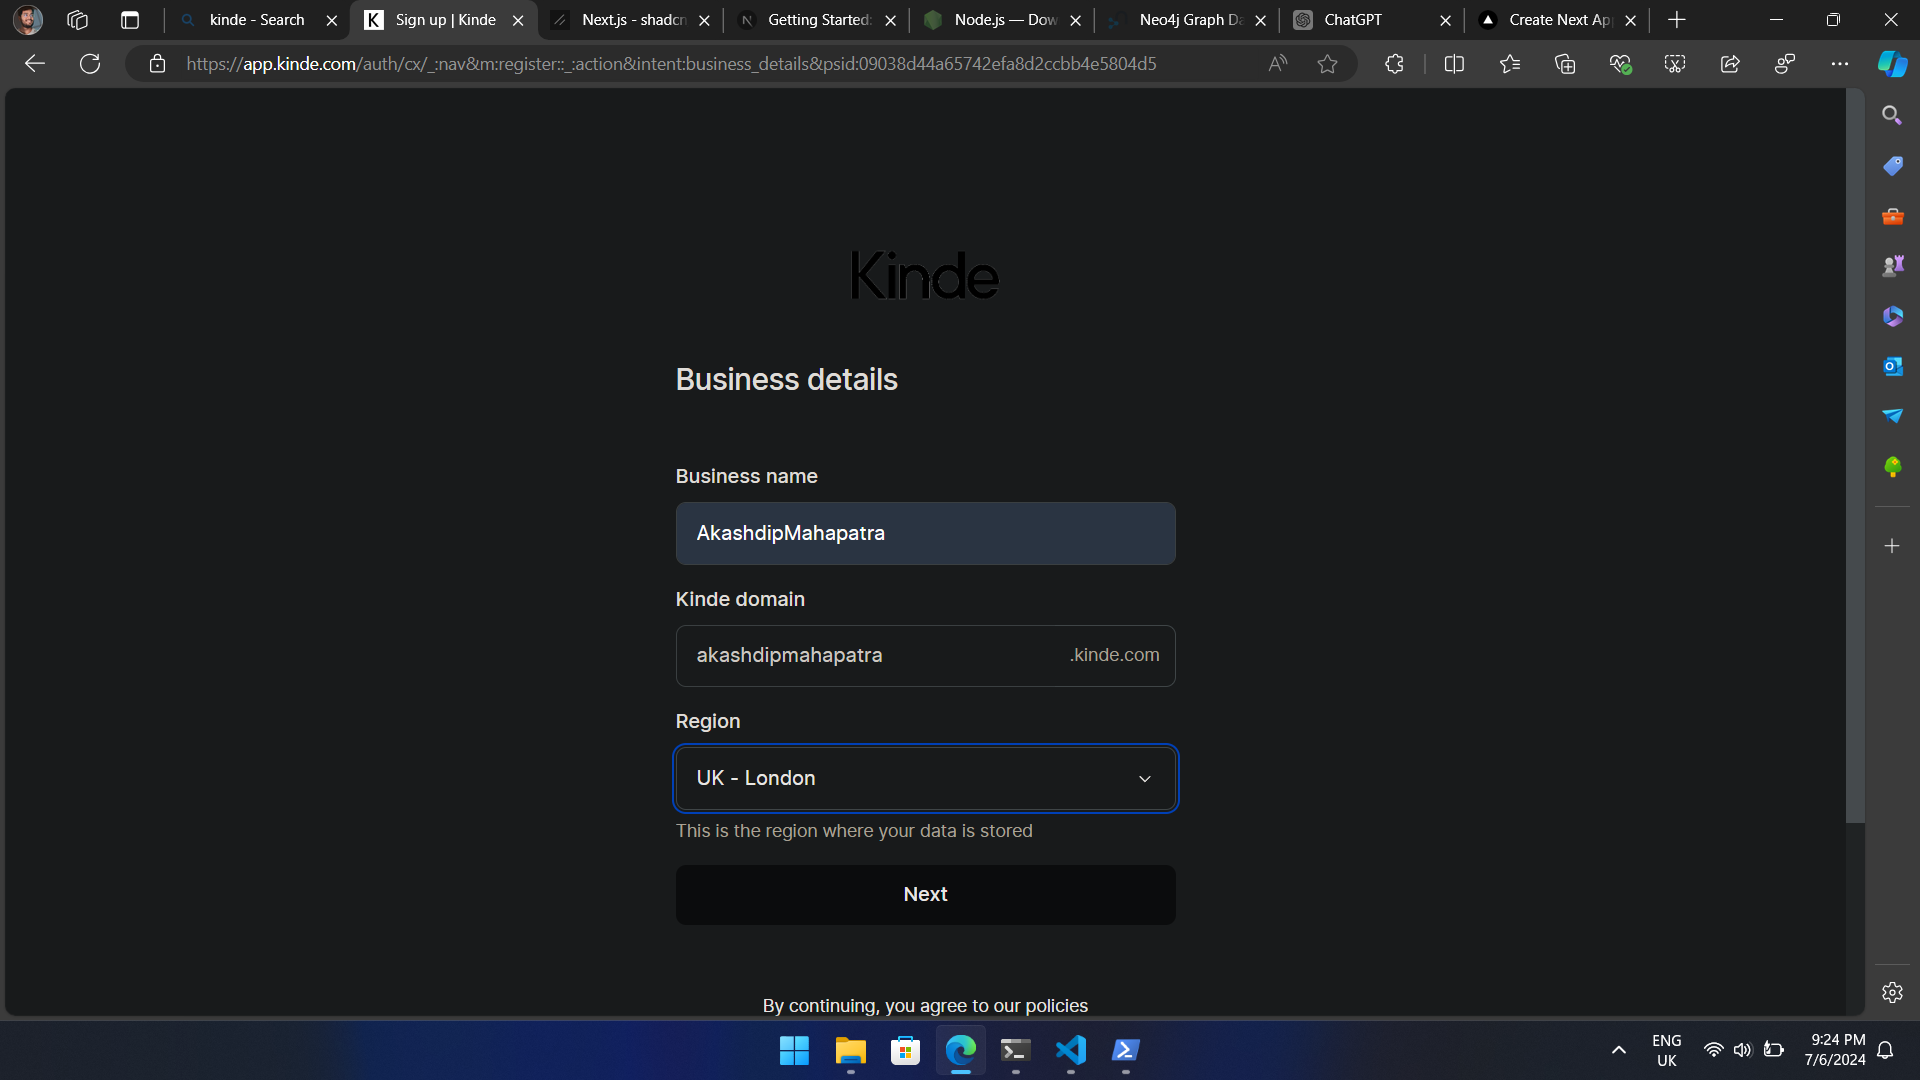 kinde - Search
Sign up | Kinde
Next.js - shadcn
Getting Started:
Node.js — Dow
Neo4j Graph Da
ChatGPT
Create Next App
https://app.kinde.com/auth/cx/_:nav&m:register::_:action&intent:business_details&psid:09038d44a65742efa8d2ccbb4e5804d5
Kinde
Business details
Business name
AkashdipMahapatra
Kinde domain
akashdipmahapatra .kinde.com
Region
UK - London
This is the region where your data is stored
Next
By continuing, you agree to our policies
ENG
UK
9:24 PM
7/6/2024